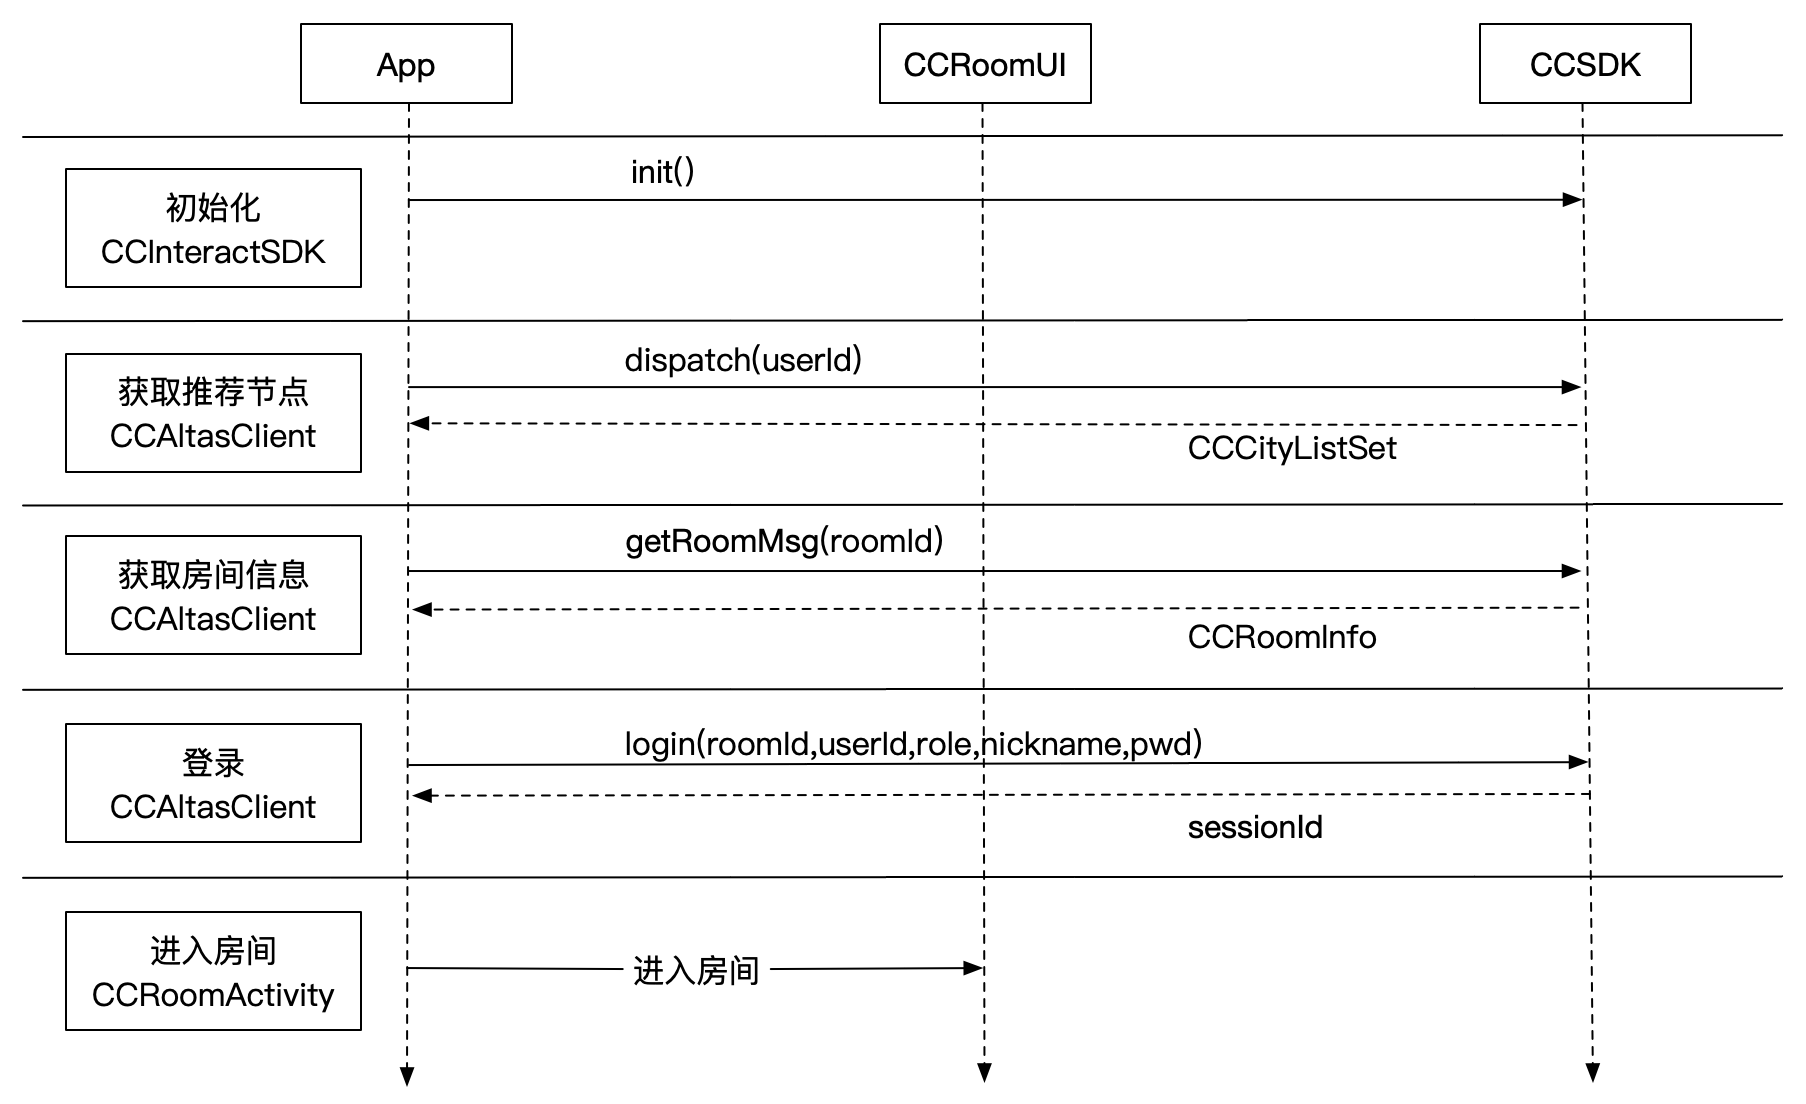 App
CCRoomUI
CCSDK
init()
初始化
CCInteractSDK
dispatch(userId)
获取推荐节点
CCAltasClient
CCCityListSet
getRoomMsg(roomId)
获取房间信息
CCAltasClient
CCRoomInfo
login(roomId,userId,role,nickname,pwd)
登录
CCAltasClient
sessionId
进入房间
CCRoomActivity
进入房间